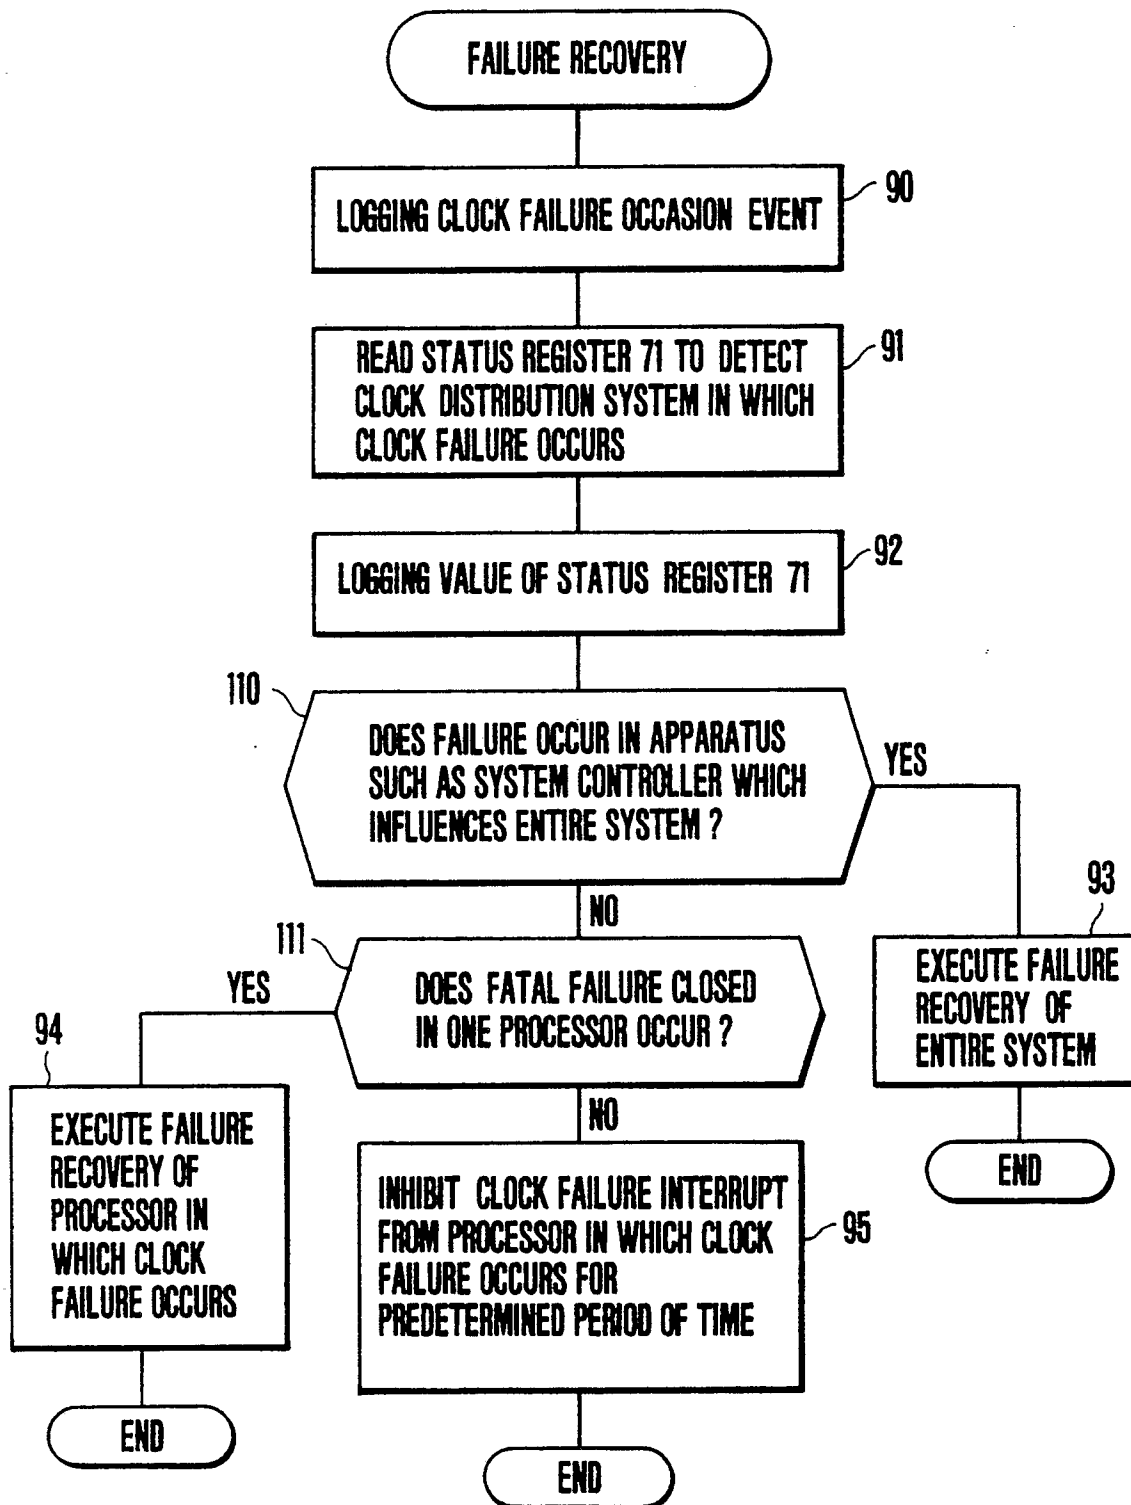 FAILURE RECOVERY
90
LOGGING CLOCK FAILURE OCCASION EVENT
91
READ STATUS REGISTER 71 TO DETECT
CLOCK DISTRIBUTION SYSTEM IN WHICH
CLOCK FAILURE OCCURS
92
LOGGING VALUE OF STATUS REGISTER 71
110
DOES FAILURE OCCUR IN APPARATUS
SUCH AS SYSTEM CONTROLLER WHICH
INFLUENCES ENTIRE SYSTEM ?
YES
NO
93
EXECUTE FAILURE
RECOVERY OF
ENTIRE SYSTEM
END
111
DOES FATAL FAILURE CLOSED
IN ONE PROCESSOR OCCUR ?
YES
NO
94
EXECUTE FAILURE
RECOVERY OF
PROCESSOR IN
WHICH CLOCK
FAILURE OCCURS
END
95
INHIBIT CLOCK FAILURE INTERRUPT
FROM PROCESSOR IN WHICH CLOCK
FAILURE OCCURS FOR
PREDETERMINED PERIOD OF TIME
END